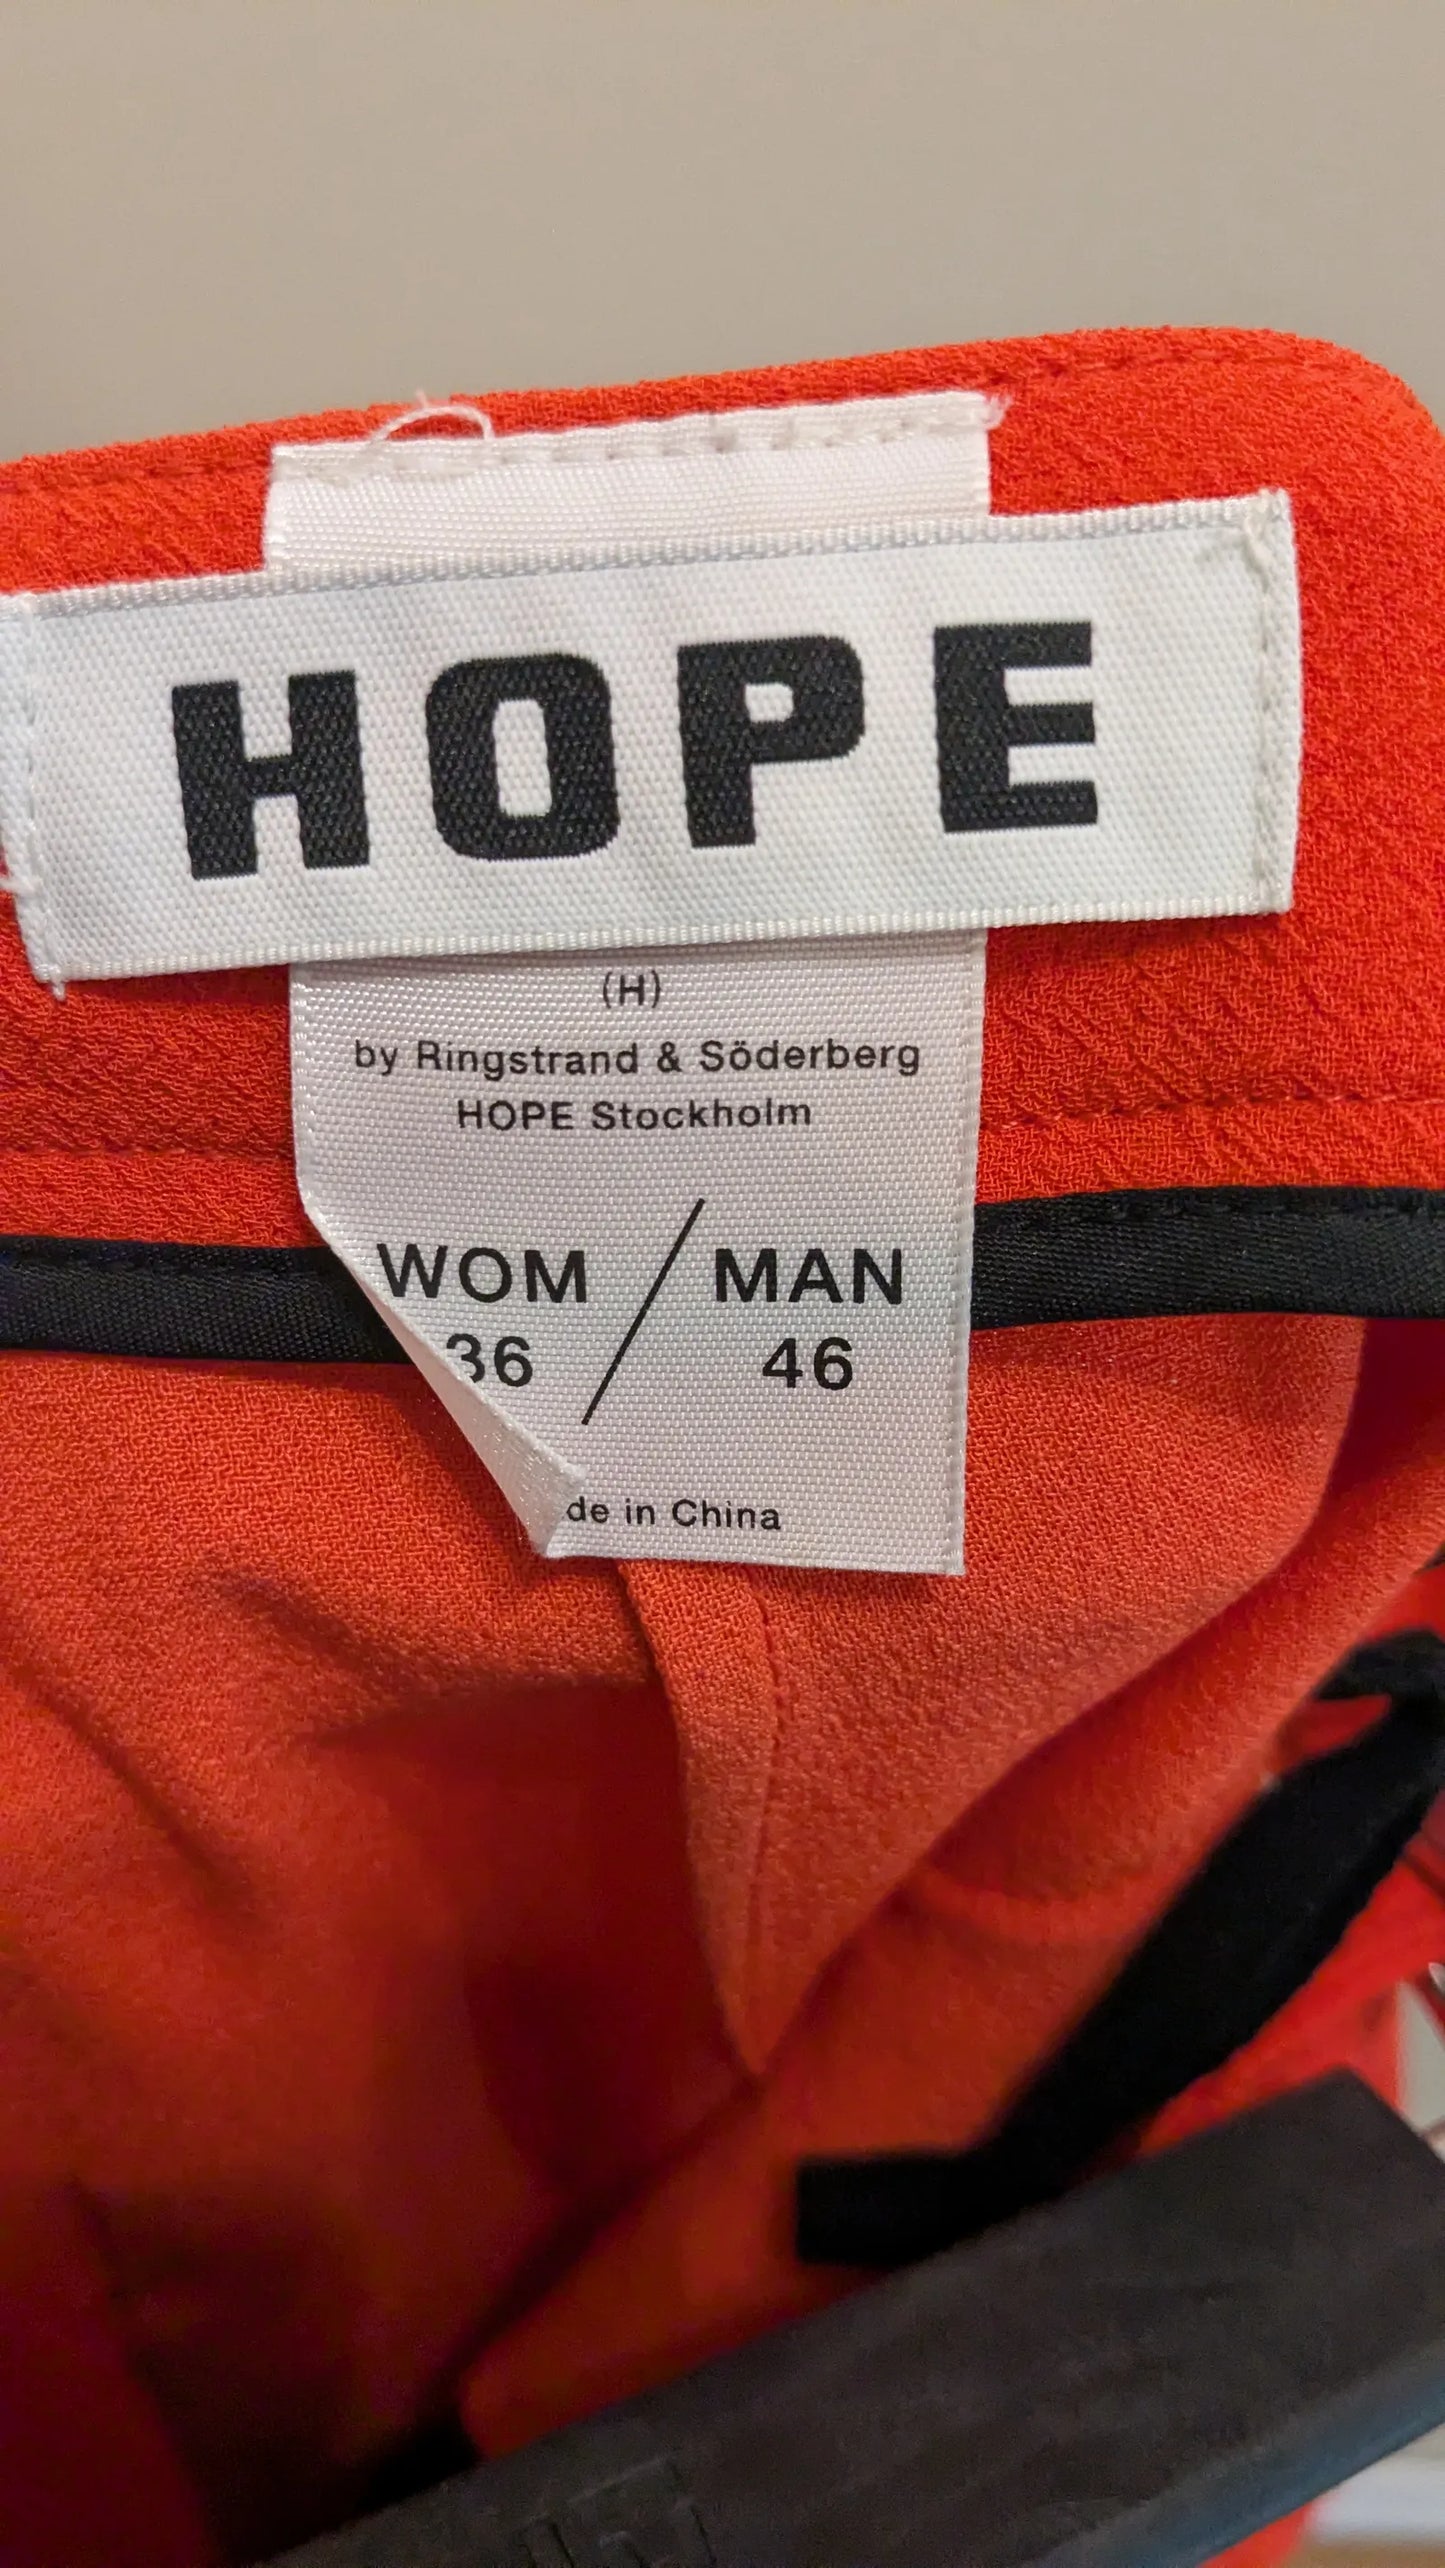 HOPE
(H)
by Ringstrand & Söderberg
HOPE Stockholm
WOM / MAN
36 46
de in China